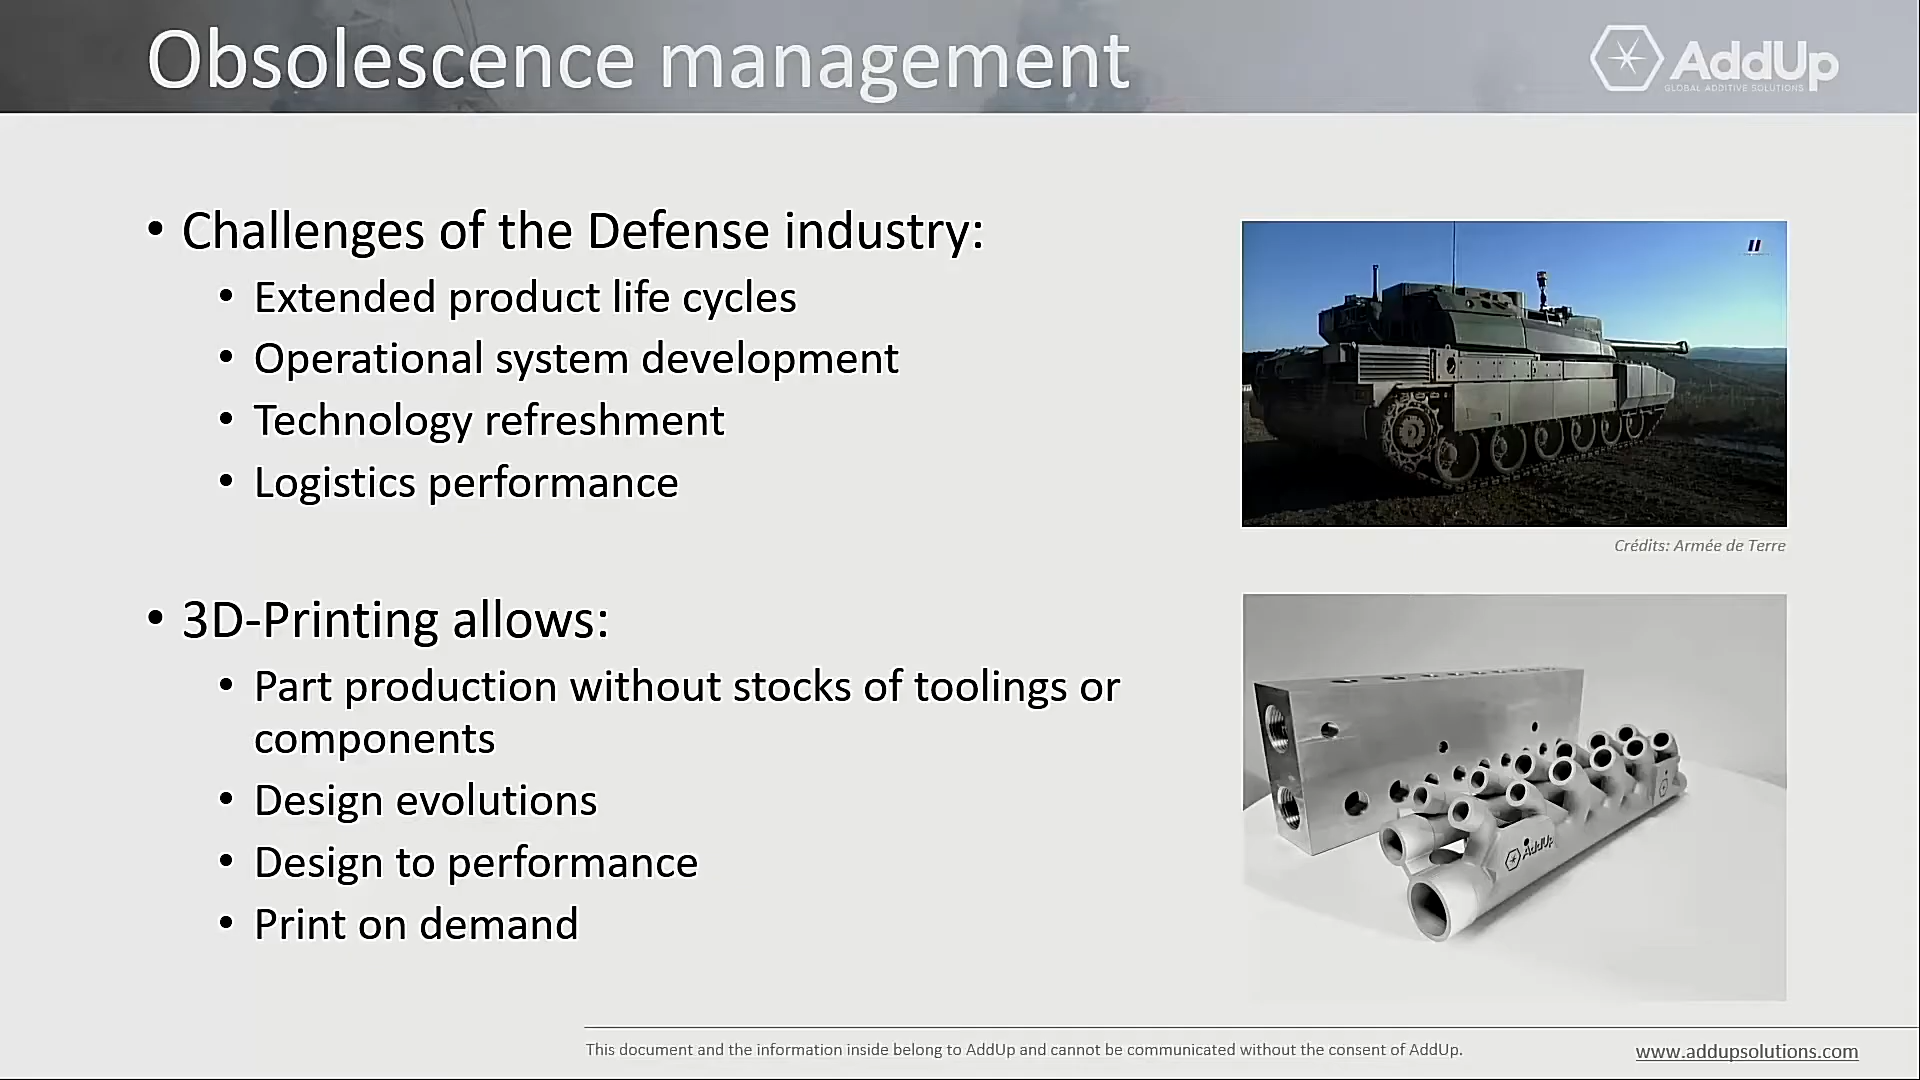 Obsolescence management
AddUp
GLOBAL ADDITIVE SOLUTIONS
• Challenges of the Defense industry:
• Extended product life cycles
• Operational system development
• Technology refreshment
• Logistics performance
Crédits: Armée de Terre
• 3D-Printing allows:
• Part production without stocks of toolings or
components
• Design evolutions
• Design to performance
• Print on demand
AddUp
This document and the information inside belong to AddUp and cannot be communicated without the consent of AddUp.
www.addupsolutions.com